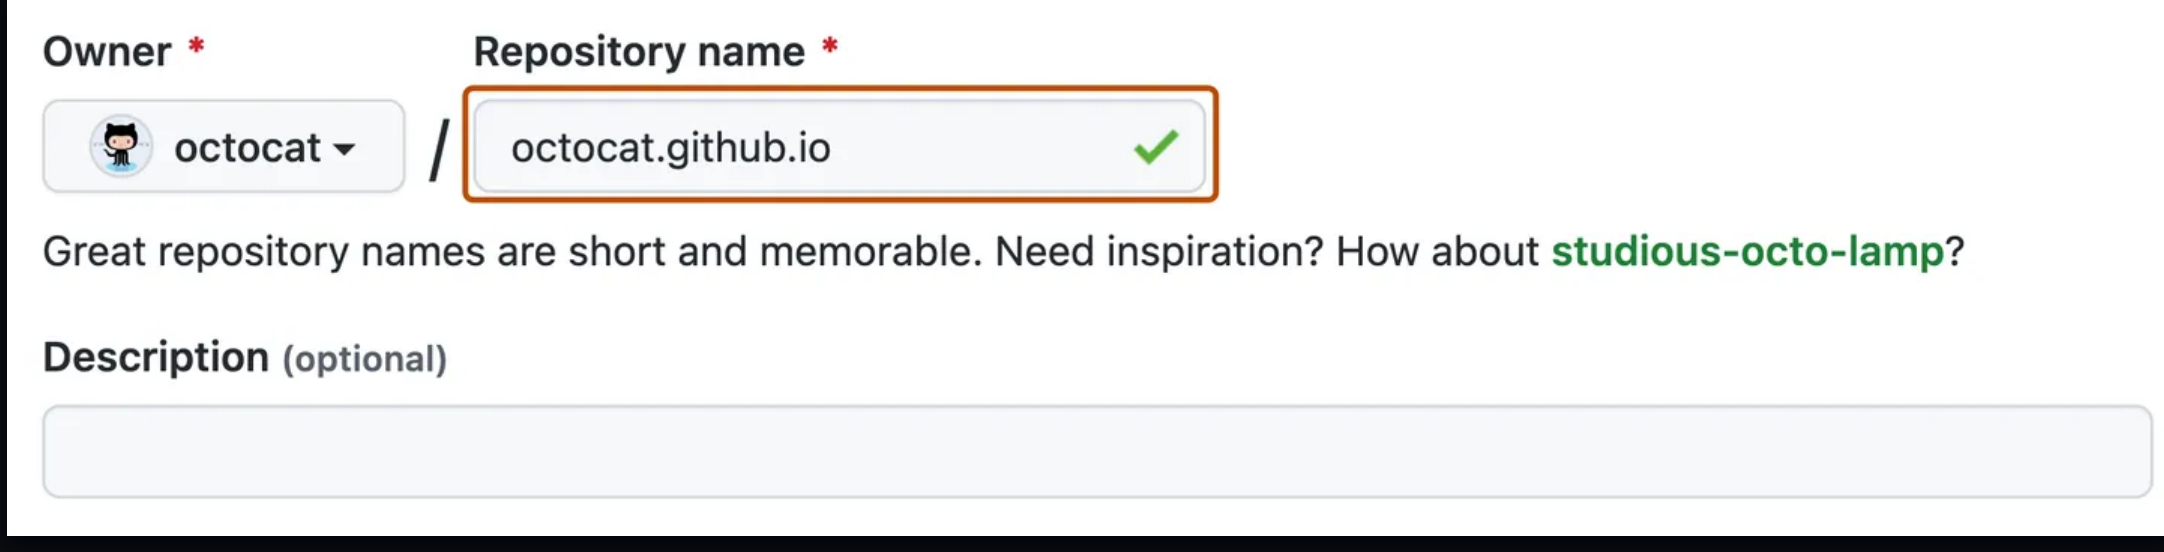 Owner *
Repository name *
octocat / octocat.github.io
Great repository names are short and memorable. Need inspiration? How about studious-octo-lamp?
Description (optional)